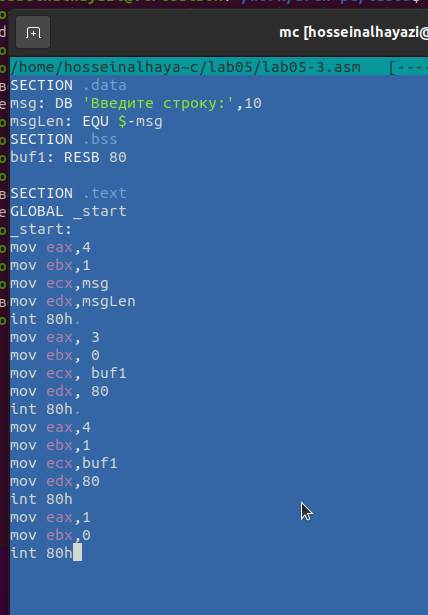 mc [hosseinalhayazi@
/home/hosseinalhaya~c/lab05/lab05-3.asm [----
SECTION .data
msg: DB 'Введите строку:',10
msgLen: EQU $-msg
SECTION .bss
buf1: RESB 80
SECTION .text
GLOBAL _start
_start:
mov eax,4
mov ebx,1
mov ecx,msg
mov edx,msgLen
int 80h.
mov eax, 3
mov ebx, 0
mov ecx, buf1
mov edx, 80
int 80h.
mov eax,4
mov ebx,1
mov ecx,buf1
mov edx,80
int 80h
mov eax,1
mov ebx,0
int 80h